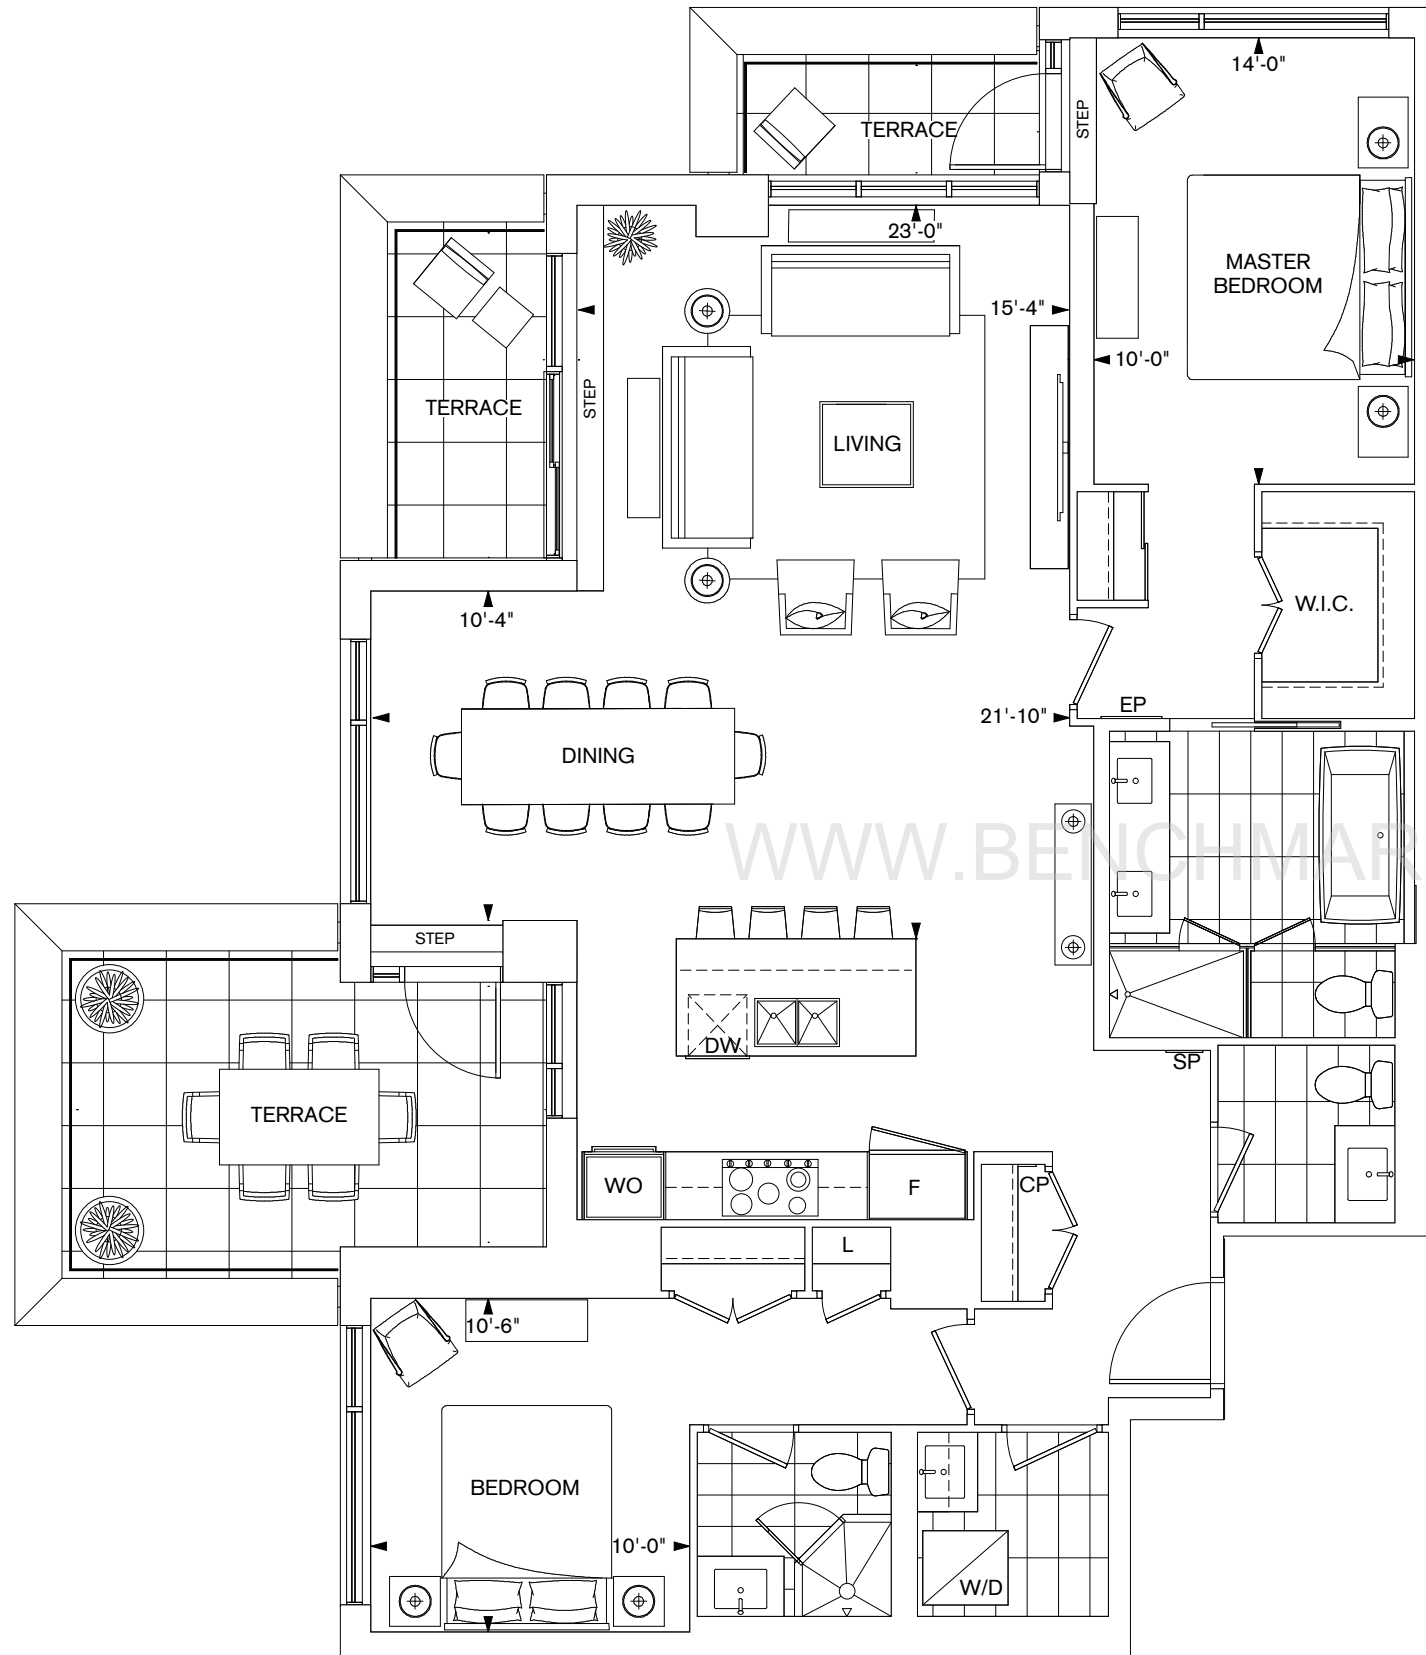 14'-0"
TERRACE
STEP
23'-0"
MASTER
BEDROOM
15'-4"
10'-0"
STEP
TERRACE
LIVING
10'-4"
W.I.C.
EP
21'-10"
DINING
WWW.BENCHMAR
STEP
DW
SP
TERRACE
WO
F
CP
L
10'-6"
BEDROOM
10'-0"
W/D